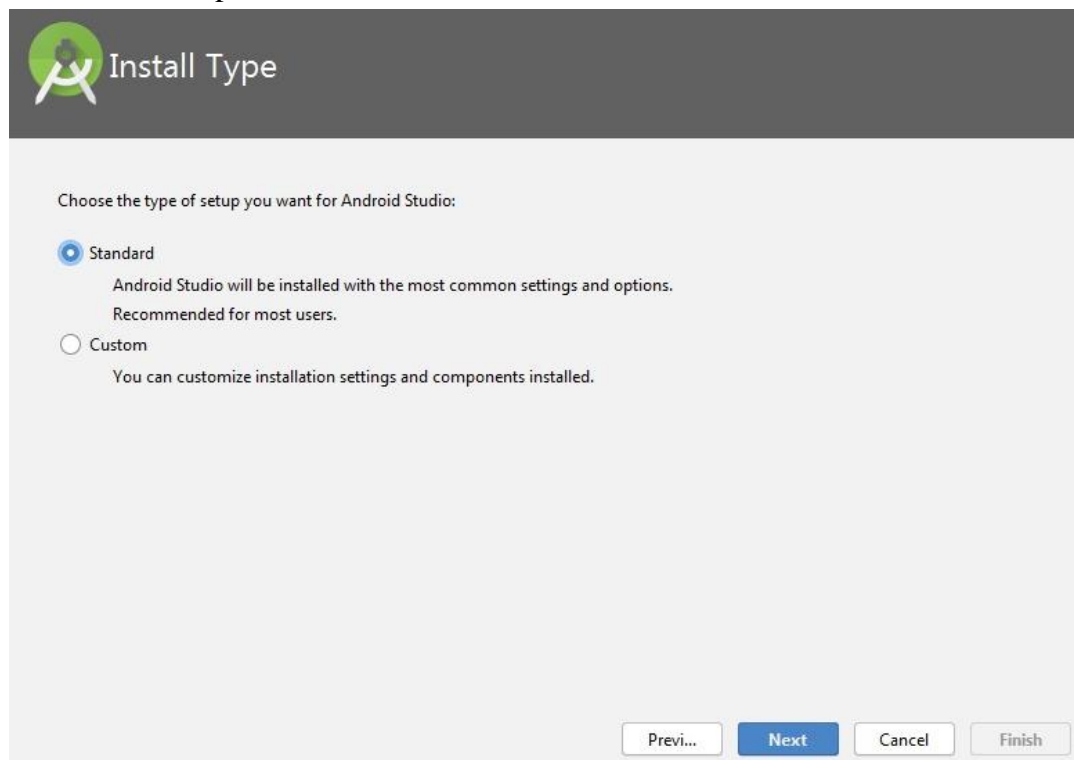 Install Type
Choose the type of setup you want for Android Studio:
Standard
Android Studio will be installed with the most common settings and options.
Recommended for most users.
Custom
You can customize installation settings and components installed.
Previ... Next Cancel Finish